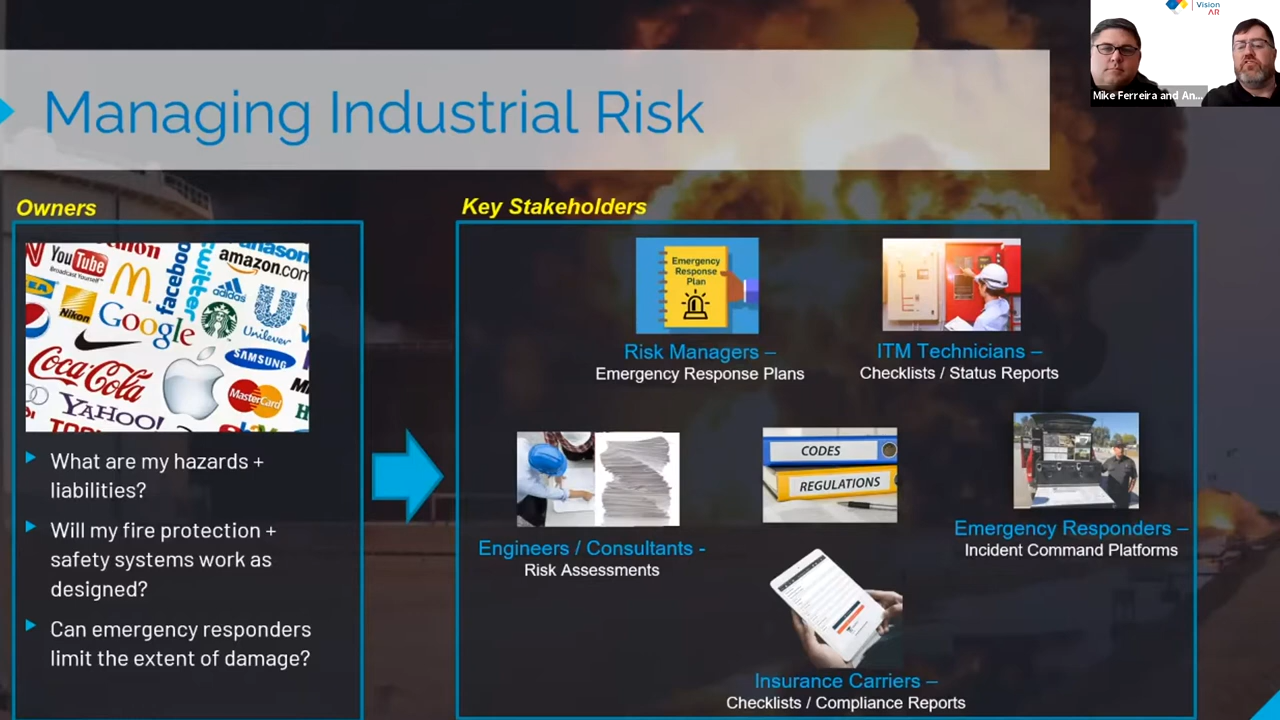 Vision
AR
Mike Ferreira and An...
Managing Industrial Risk
Owners
YouTube
Broadcast Yourself
facebook
twitter
amazon.com
adidas
Nikon
Google
Unilever
Coca-Cola
SAMSUNG
MasterCard
YAHOO!
What are my hazards +
liabilities?
Will my fire protection +
safety systems work as
designed?
Can emergency responders
limit the extent of damage?
Key Stakeholders
Emergency
Response
Plan
Risk Managers –
Emergency Response Plans
ITM Technicians –
Checklists / Status Reports
Engineers / Consultants -
Risk Assessments
CODES
REGULATIONS
Emergency Responders –
Incident Command Platforms
Insurance Carriers –
Checklists / Compliance Reports